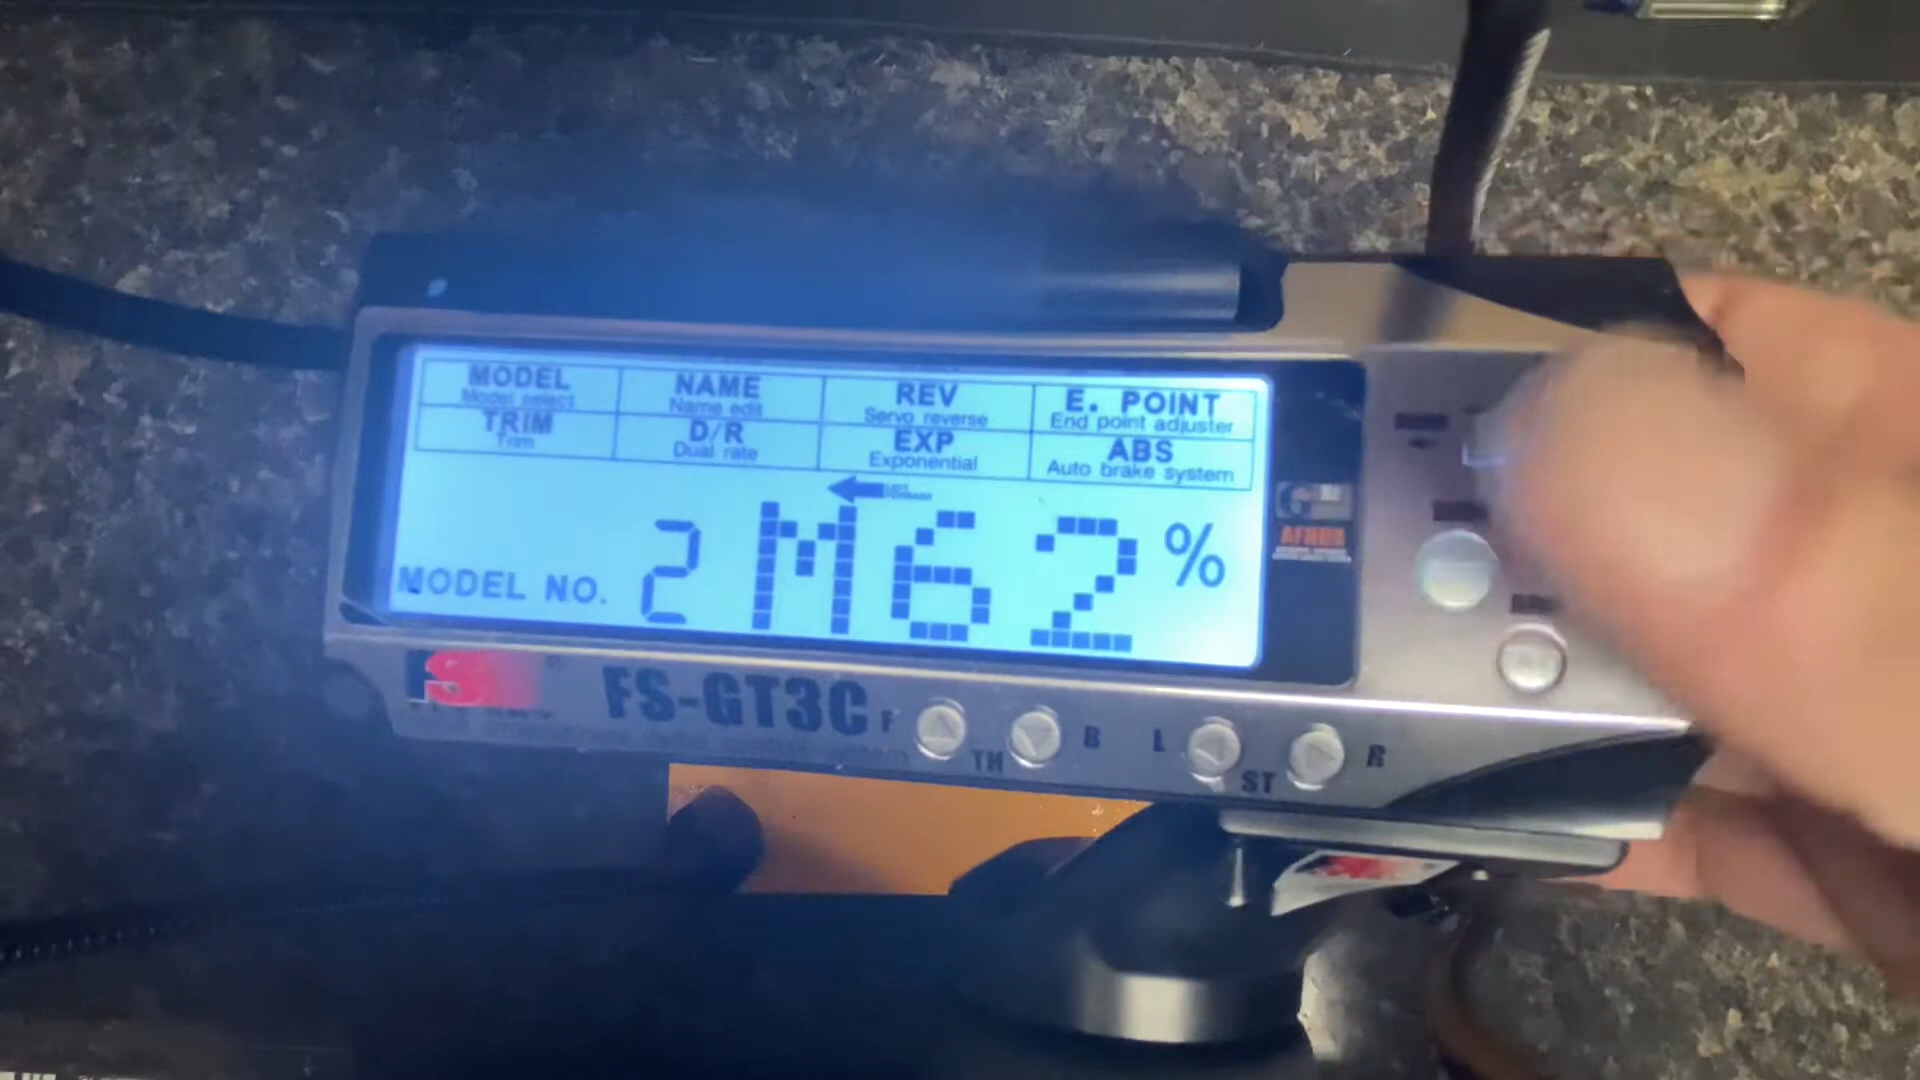 MODEL NAME REV E. POINT
Model select Name edit Servo reverse End point adjuster
TRIM D/R EXP ABS
Trim Dual rate Exponential Auto brake system
MODEL NO. 2 M62%
FS-GT3C F B L R
TH ST